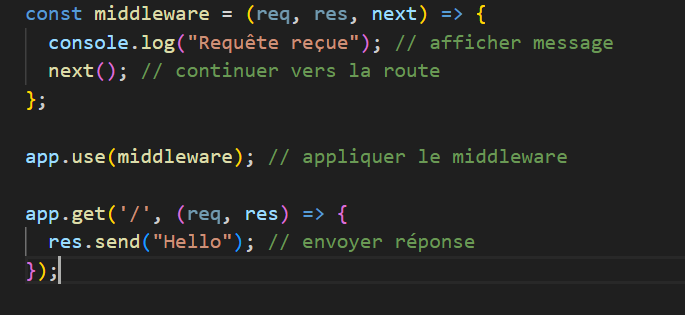 const middleware = (req, res, next) => {
  console.log("Requête reçue"); // afficher message
  next(); // continuer vers la route
};

app.use(middleware); // appliquer le middleware

app.get('/', (req, res) => {
  res.send("Hello"); // envoyer réponse
});